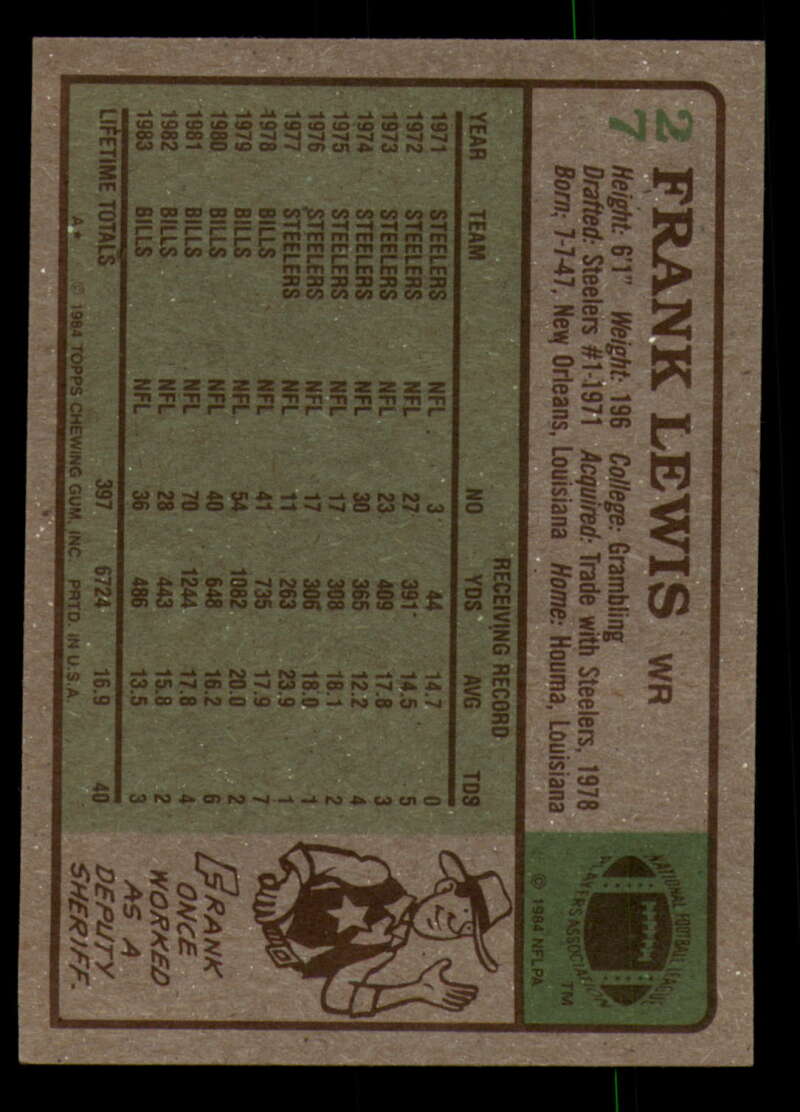 27 FRANK LEWIS WR
Height: 6'1" Weight: 196 College: Grambling
Drafted: Steelers #1-1971 Acquired: Trade with Steelers, 1978
Born: 7-7-47, New Orleans, Louisiana Home: Houma, Louisiana
NATIONAL FOOTBALL LEAGUE
PLAYERS ASSOCIATION
TM
© 1984 NFLPA
RECEIVING RECORD
YEAR TEAM NO YDS AVG TDS
1971 STEELERS NFL 3 44 14.7 0
1972 STEELERS NFL 27 391 14.5 5
1973 STEELERS NFL 23 409 17.8 3
1974 STEELERS NFL 30 365 12.2 4
1975 STEELERS NFL 17 308 18.1 2
1976 STEELERS NFL 17 306 18.0 1
1977 STEELERS NFL 11 263 23.9 1
1978 BILLS NFL 41 735 17.9 7
1979 BILLS NFL 54 1082 20.0 2
1980 BILLS NFL 40 648 16.2 6
1981 BILLS NFL 70 1244 17.8 4
1982 BILLS NFL 28 443 15.8 2
1983 BILLS NFL 36 486 13.5 3
LIFETIME TOTALS 397 6724 16.9 40
A* © 1984 TOPPS CHEWING GUM, INC. PRTD. IN U.S.A.
FRANK
ONCE
WORKED
AS A
DEPUTY
SHERIFF.